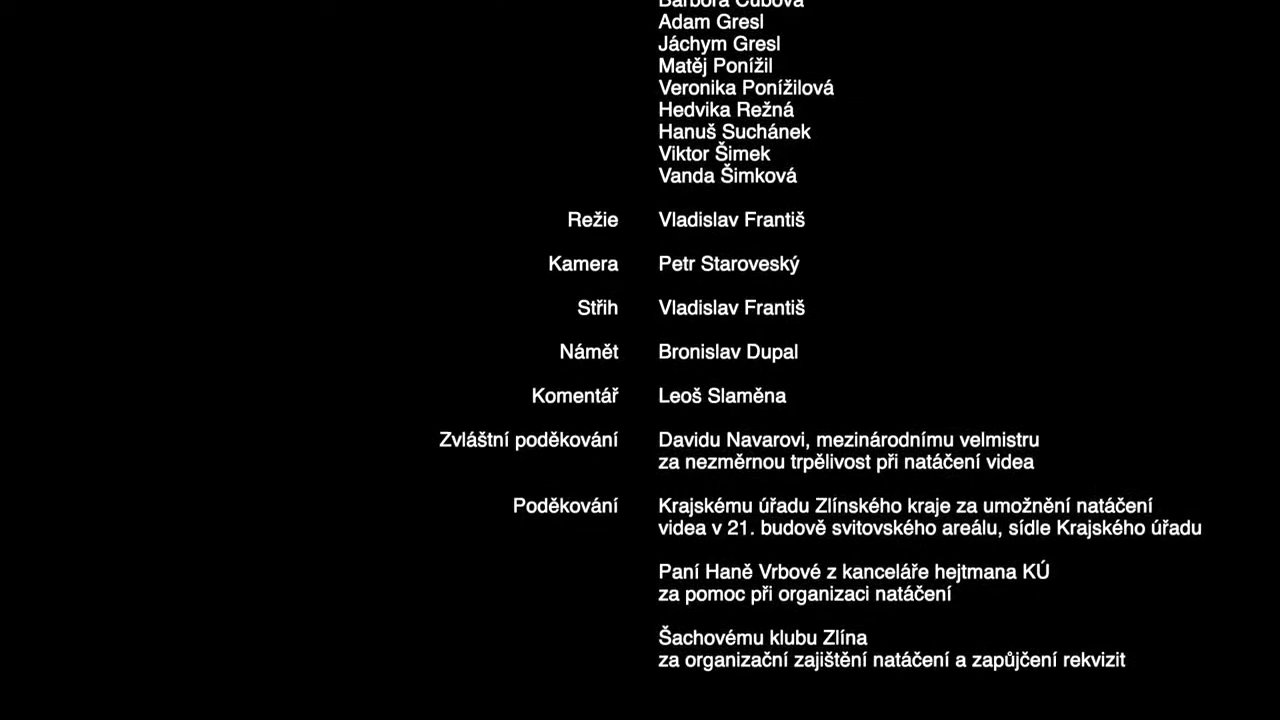 Barbora Čubová
Adam Gresl
Jáchym Gresl
Matěj Ponížil
Veronika Ponížilová
Hedvika Režná
Hanuš Suchánek
Viktor Šimek
Vanda Šimková
Režie Vladislav Františ
Kamera Petr Staroveský
Střih Vladislav Františ
Námět Bronislav Dupal
Komentář Leoš Slaměna
Zvláštní poděkování Davidu Navarovi, mezinárodnímu velmistru
za nezměrnou trpělivost při natáčení videa
Poděkování Krajskému úřadu Zlínského kraje za umožnění natáčení
videa v 21. budově svitovského areálu, sídle Krajského úřadu
Paní Haně Vrbové z kanceláře hejtmana KÚ
za pomoc při organizaci natáčení
Šachovému klubu Zlína
za organizační zajištění natáčení a zapůjčení rekvizit